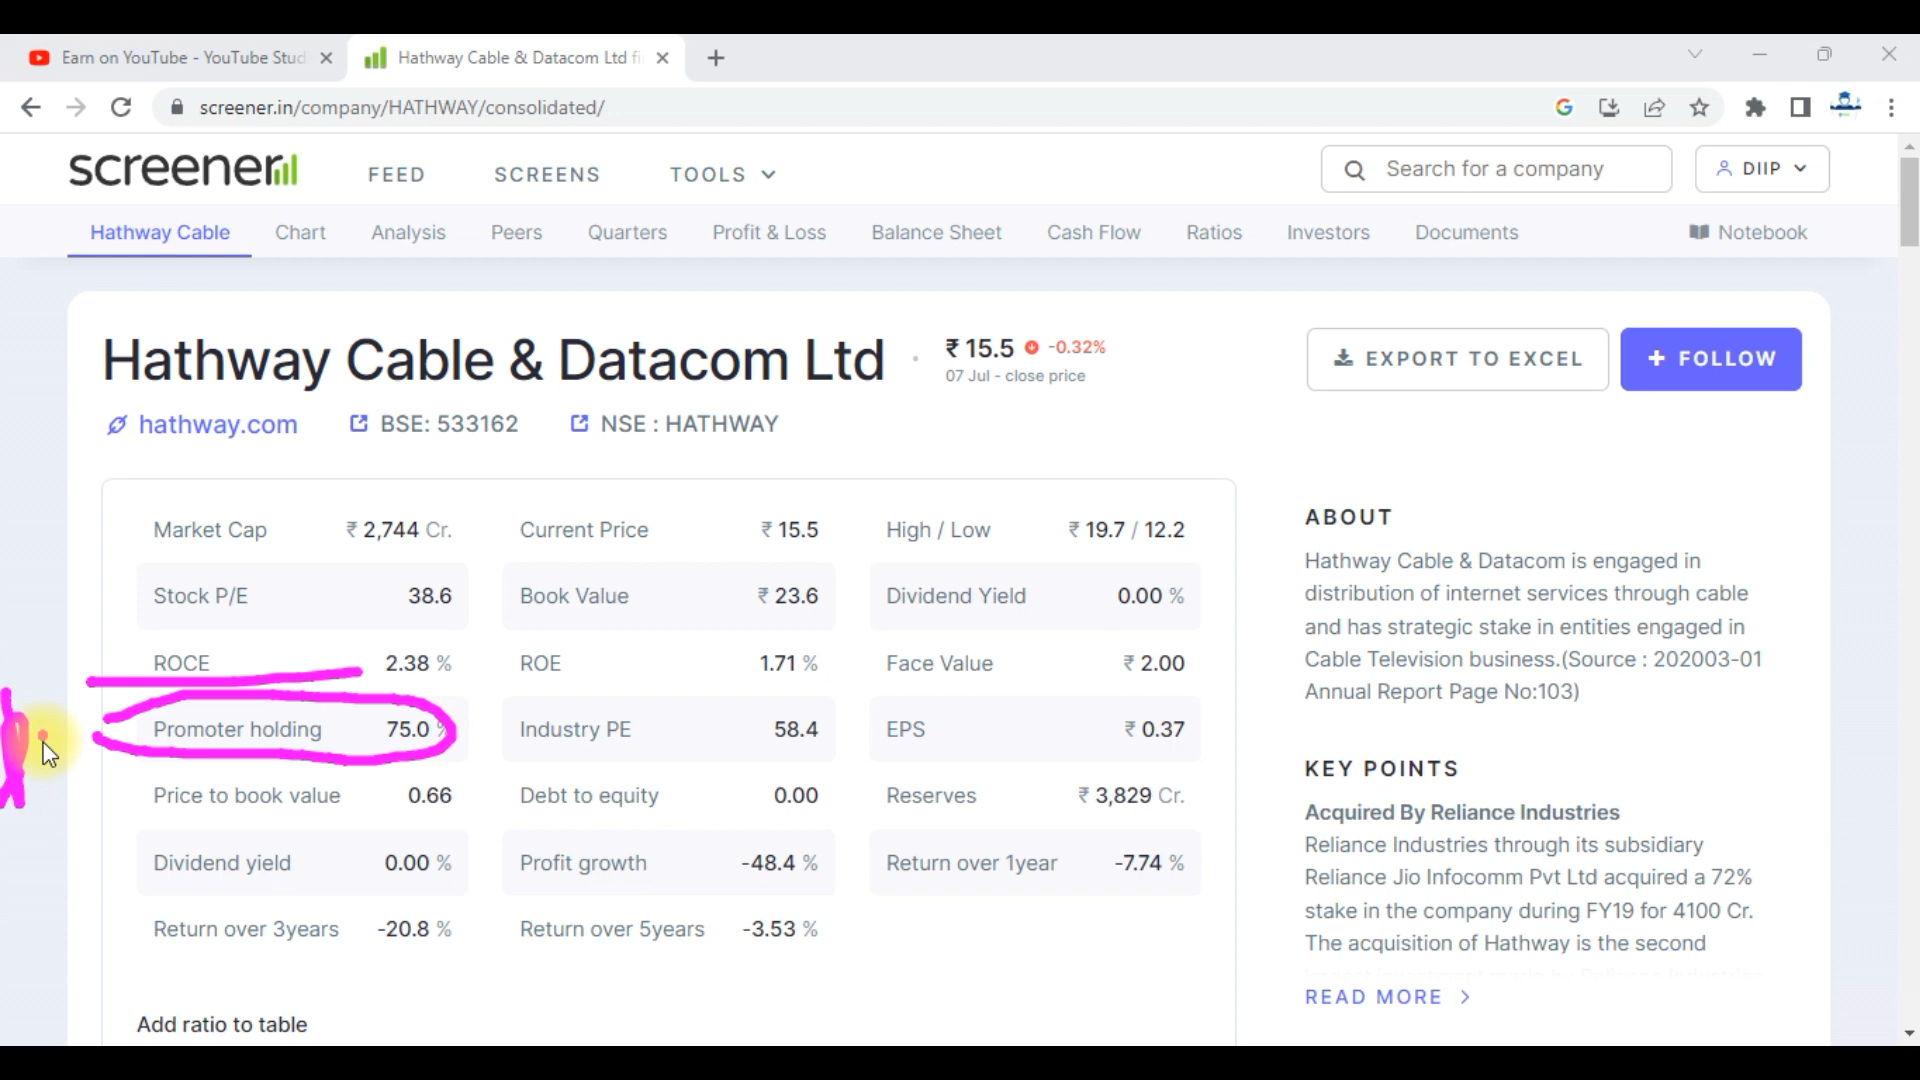 Earn on YouTube - YouTube Stud
Hathway Cable & Datacom Ltd fi
screener.in/company/HATHWAY/consolidated/
screener
FEED SCREENS TOOLS
Search for a company
DIIP
Hathway Cable Chart Analysis Peers Quarters Profit & Loss Balance Sheet Cash Flow Ratios Investors Documents Notebook
Hathway Cable & Datacom Ltd
₹ 15.5 -0.32%
07 Jul - close price
EXPORT TO EXCEL
+ FOLLOW
hathway.com BSE: 533162 NSE : HATHWAY
Market Cap ₹ 2,744 Cr. Current Price ₹ 15.5 High / Low ₹ 19.7 / 12.2
Stock P/E 38.6 Book Value ₹ 23.6 Dividend Yield 0.00 %
ROCE 2.38 % ROE 1.71 % Face Value ₹ 2.00
Promoter holding 75.0 % Industry PE 58.4 EPS ₹ 0.37
Price to book value 0.66 Debt to equity 0.00 Reserves ₹ 3,829 Cr.
Dividend yield 0.00 % Profit growth -48.4 % Return over 1year -7.74 %
Return over 3years -20.8 % Return over 5years -3.53 %
Add ratio to table
ABOUT
Hathway Cable & Datacom is engaged in
distribution of internet services through cable
and has strategic stake in entities engaged in
Cable Television business.(Source : 202003-01
Annual Report Page No:103)
KEY POINTS
Acquired By Reliance Industries
Reliance Industries through its subsidiary
Reliance Jio Infocomm Pvt Ltd acquired a 72%
stake in the company during FY19 for 4100 Cr.
The acquisition of Hathway is the second
READ MORE